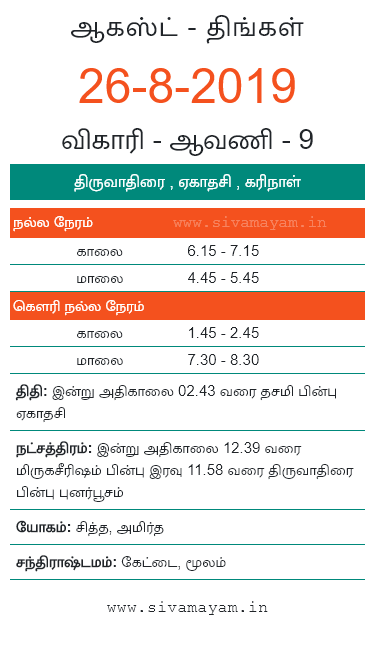 ஆகஸ்ட் - திங்கள்
26-8-2019
விகாரி - ஆவணி - 9
திருவாதிரை , ஏகாதசி , கரிநாள்
நல்ல நேரம் www.sivamayam.in
காலை 6.15 - 7.15
மாலை 4.45 - 5.45
கௌரி நல்ல நேரம்
காலை 1.45 - 2.45
மாலை 7.30 - 8.30
திதி: இன்று அதிகாலை 02.43 வரை தசமி பின்பு
ஏகாதசி
நட்சத்திரம்: இன்று அதிகாலை 12.39 வரை
மிருகசீரிஷம் பின்பு இரவு 11.58 வரை திருவாதிரை
பின்பு புனர்பூசம்
யோகம்: சித்த, அமிர்த
சந்திராஷ்டமம்: கேட்டை, மூலம்
www.sivamayam.in